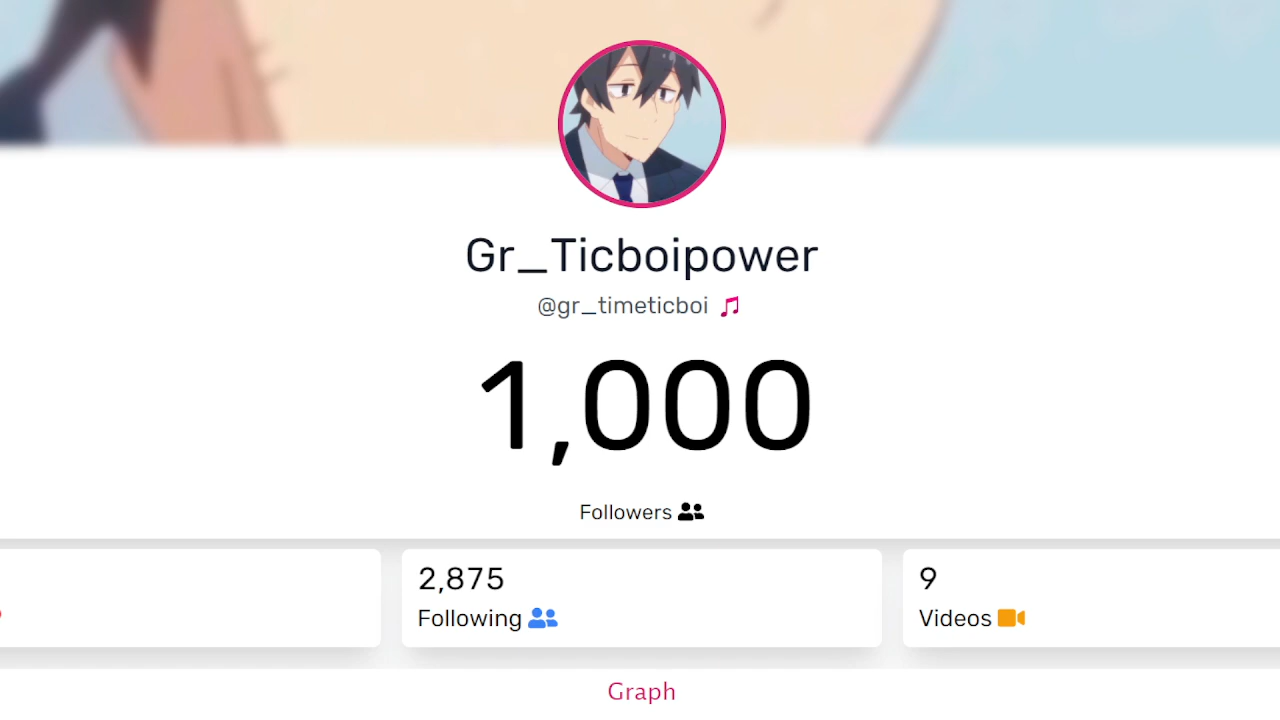 Gr_Ticboipower
@gr_timeticboi
1,000
Followers
2,875
Following
9
Videos
Graph